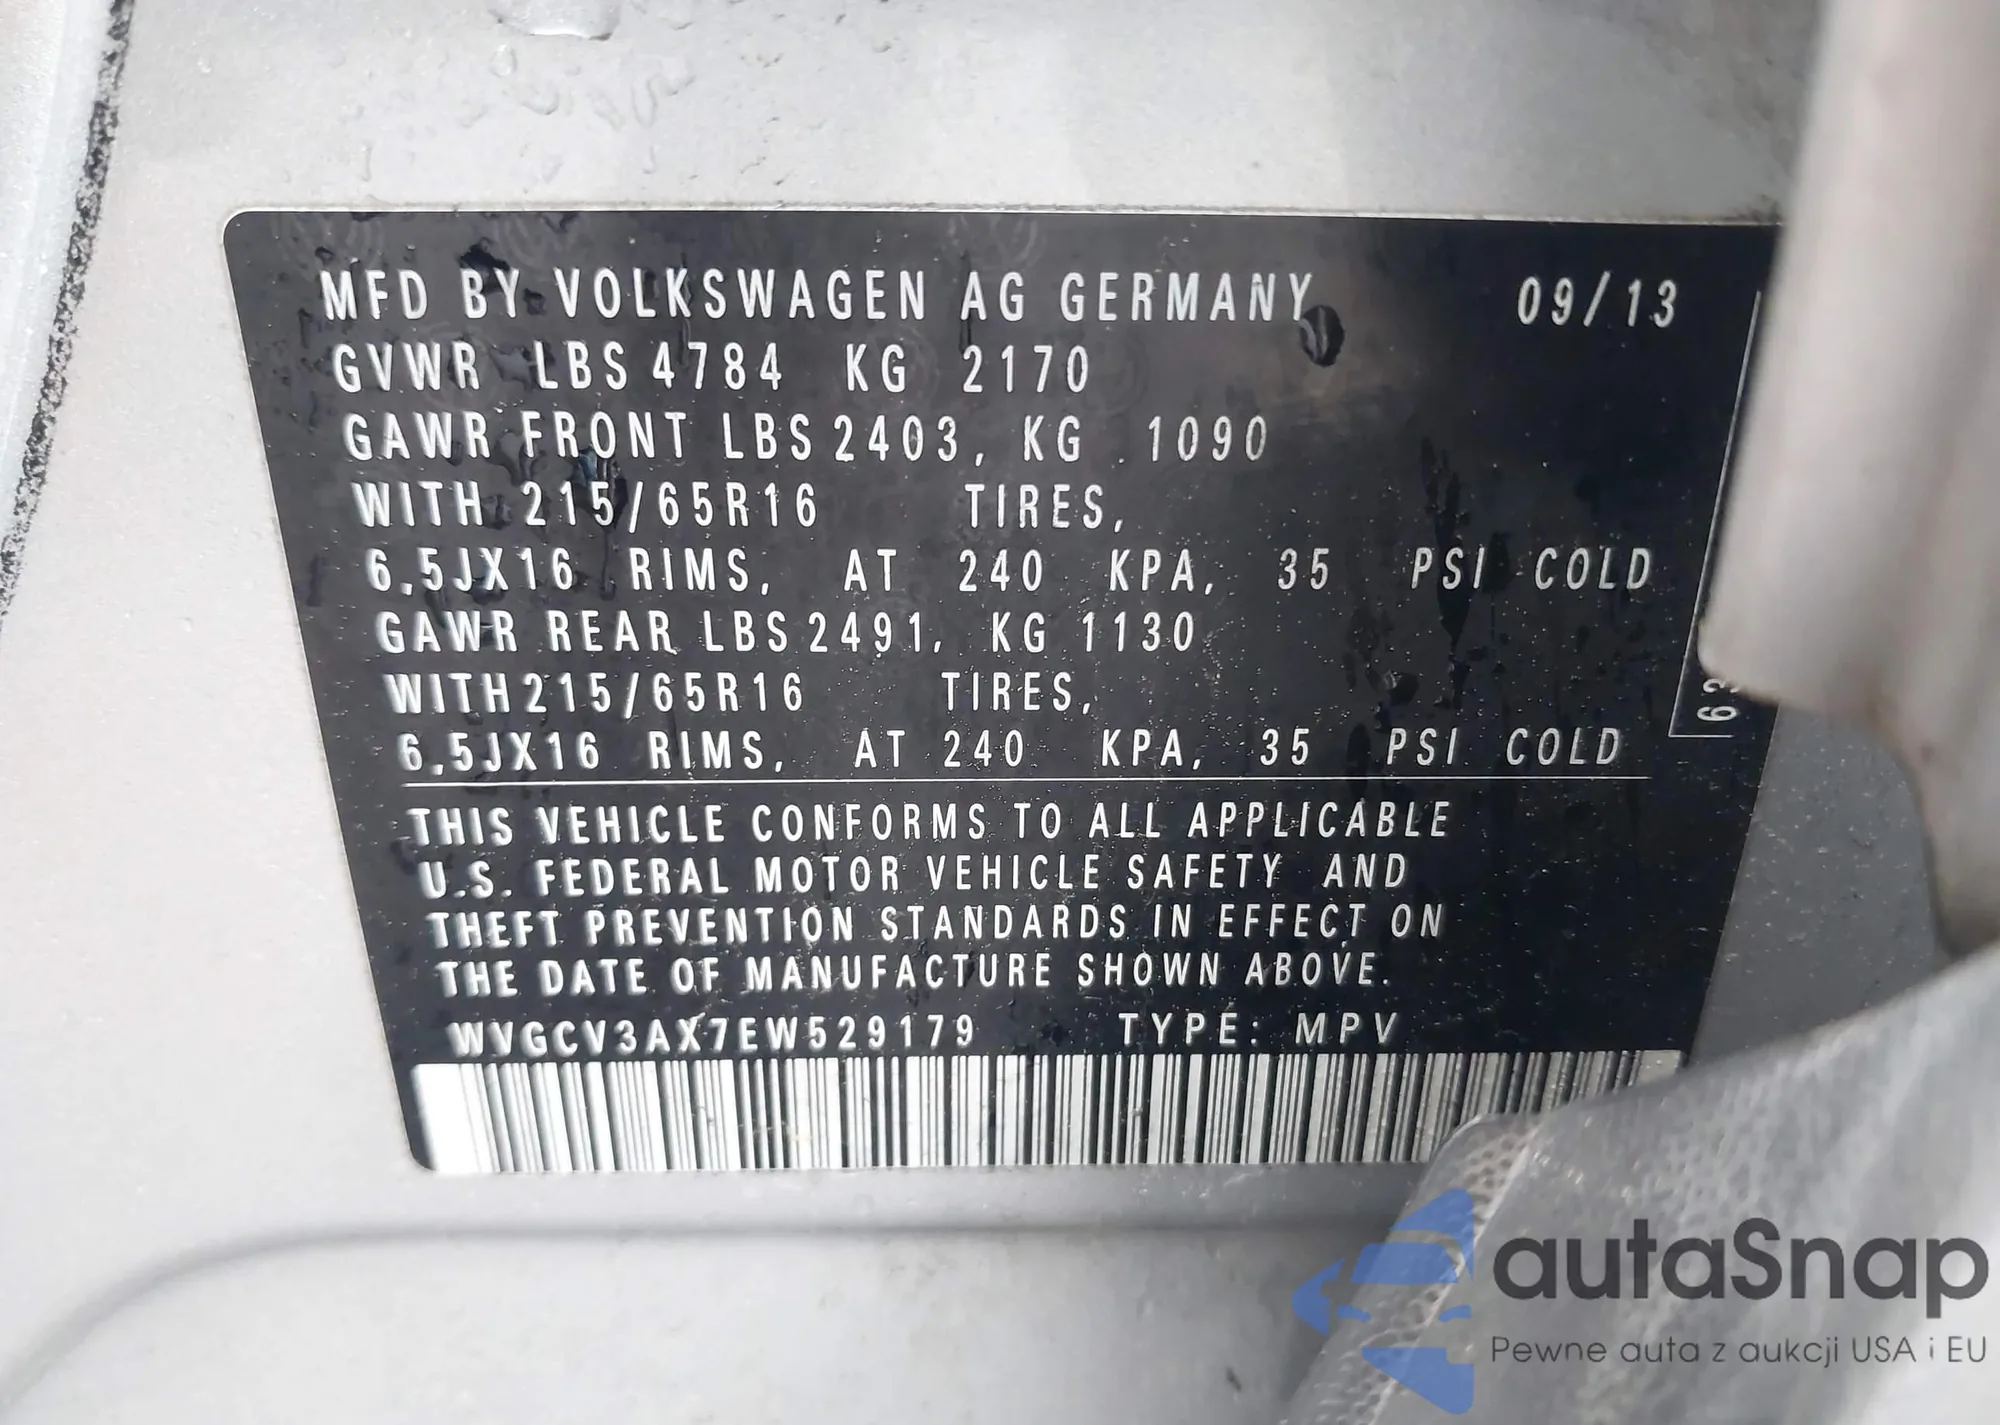 MFD BY VOLKSWAGEN AG GERMANY 09/13
GVWR LBS 4784 KG 2170
GAWR FRONT LBS 2403, KG 1090
WITH 215/65R16 TIRES,
6,5JX16 RIMS, AT 240 KPA, 35 PSI COLD
GAWR REAR LBS 2491, KG 1130
WITH 215/65R16 TIRES,
6,5JX16 RIMS, AT 240 KPA, 35 PSI COLD
THIS VEHICLE CONFORMS TO ALL APPLICABLE
U.S. FEDERAL MOTOR VEHICLE SAFETY AND
THEFT PREVENTION STANDARDS IN EFFECT ON
THE DATE OF MANUFACTURE SHOWN ABOVE.
WVGCV3AX7EW529179 TYPE: MPV
autaSnap
Pewne auta z aukcji USA i EU